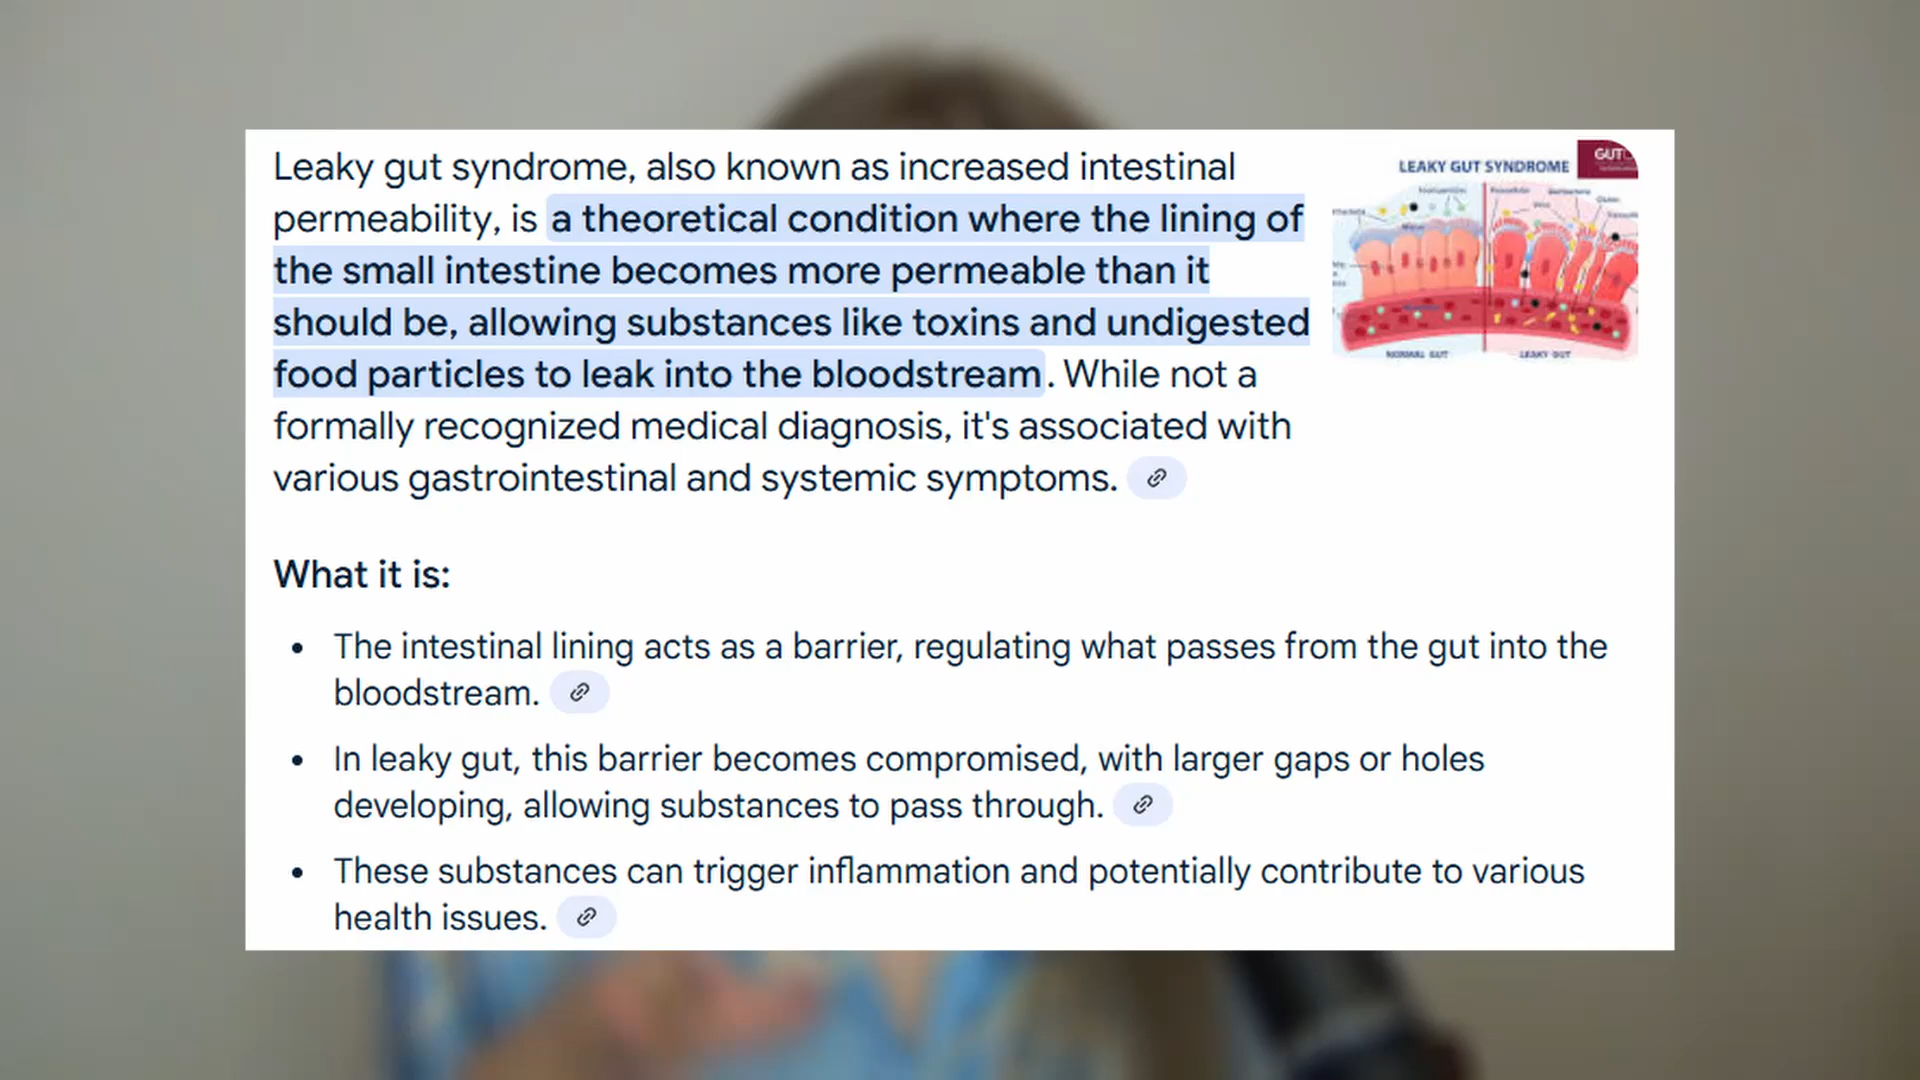 Leaky gut syndrome, also known as increased intestinal
permeability, is a theoretical condition where the lining of
the small intestine becomes more permeable than it
should be, allowing substances like toxins and undigested
food particles to leak into the bloodstream. While not a
formally recognized medical diagnosis, it's associated with
various gastrointestinal and systemic symptoms.
LEAKY GUT SYNDROME
GUT
NORMAL GUT
LEAKY GUT
What it is:
• The intestinal lining acts as a barrier, regulating what passes from the gut into the
bloodstream.
• In leaky gut, this barrier becomes compromised, with larger gaps or holes
developing, allowing substances to pass through.
• These substances can trigger inflammation and potentially contribute to various
health issues.